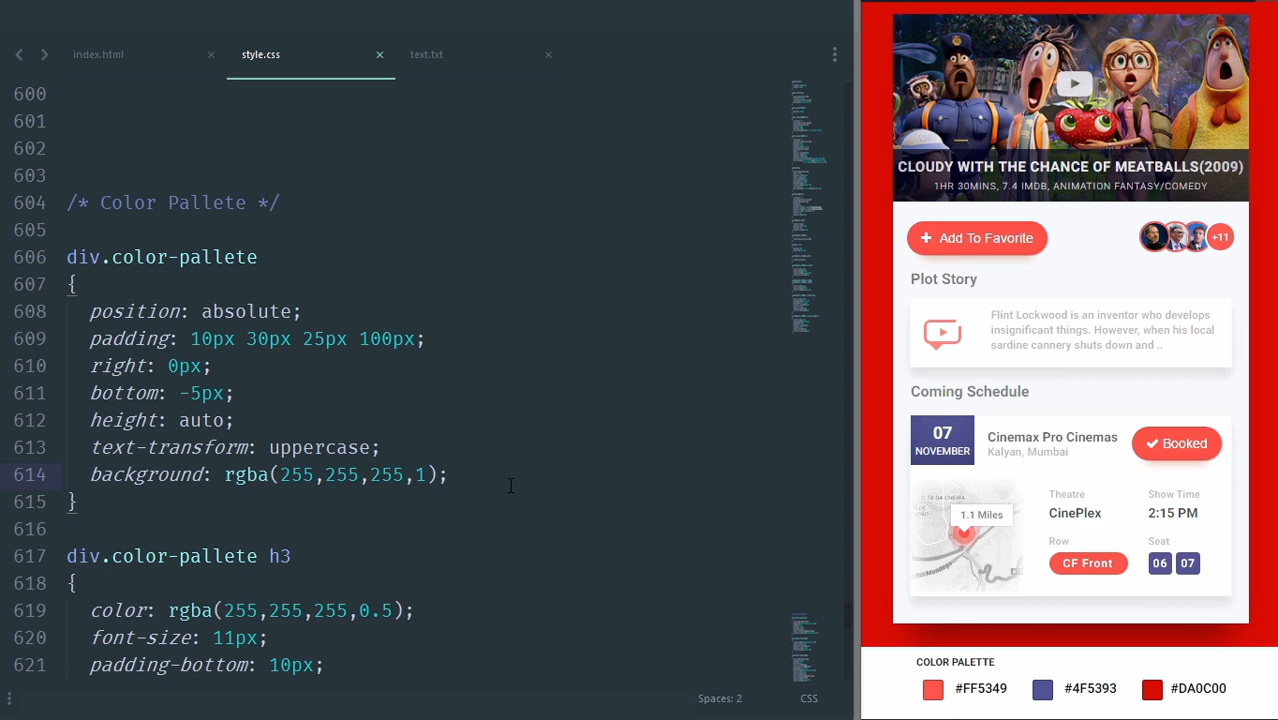 index.html × style.css × text.txt ×
600
601
602
604 /* Color Pallete */
605
606 div.color-pallete
607 {
608 position: absolute;
609 padding: 10px 30px 25px 100px;
610 right: 0px;
611 bottom: -5px;
612 height: auto;
613 text-transform: uppercase;
614 background: rgba(255,255,255,1);
615 }
616
617 div.color-pallete h3
618 {
619 color: rgba(255,255,255,0.5);
620 font-size: 11px;
621 padding-bottom: 10px;
Spaces: 2 CSS
CLOUDY WITH THE CHANCE OF MEATBALLS(2009)
1HR 30MINS, 7.4 IMDB, ANIMATION FANTASY/COMEDY
+ Add To Favorite
+11
Plot Story
Flint Lockwood is an inventor who develops
insignificant things. However, when his local
sardine cannery shuts down and ..
Coming Schedule
07
NOVEMBER
Cinemax Pro Cinemas
Kalyan, Mumbai
Booked
1.1 Miles
Theatre
CinePlex
Show Time
2:15 PM
Row
CF Front
Seat
06 07
COLOR PALETTE
#FF5349 #4F5393 #DA0C00